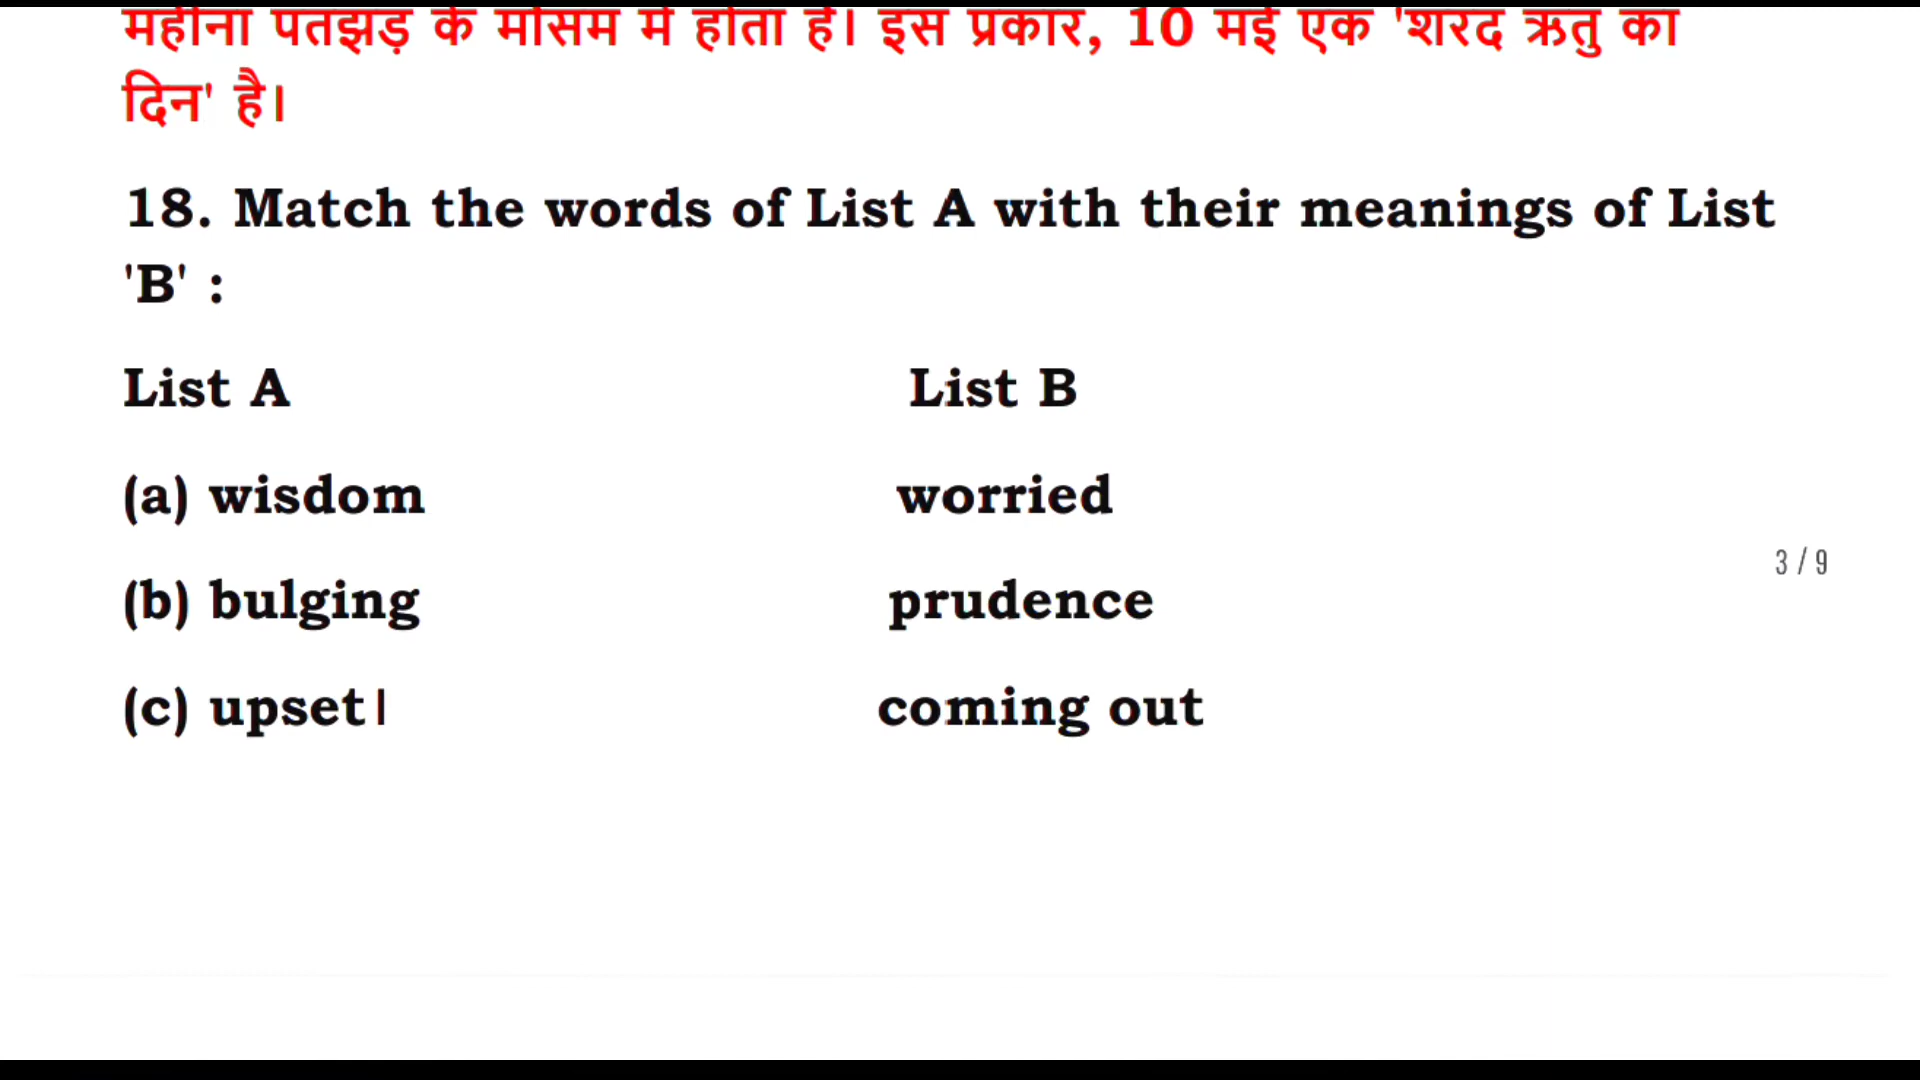 महीना पतझड़ के मौसम में होता है। इस प्रकार, 10 मई एक 'शरद ऋतु का
दिन' है।
18. Match the words of List A with their meanings of List
'B' :
List A List B
(a) wisdom worried
3 / 9
(b) bulging prudence
(c) upset। coming out